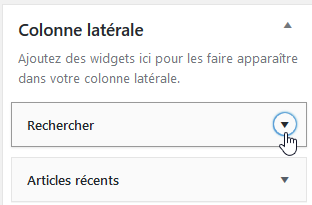 Colonne latérale
Ajoutez des widgets ici pour les faire apparaître
dans votre colonne latérale.
Rechercher
Articles récents